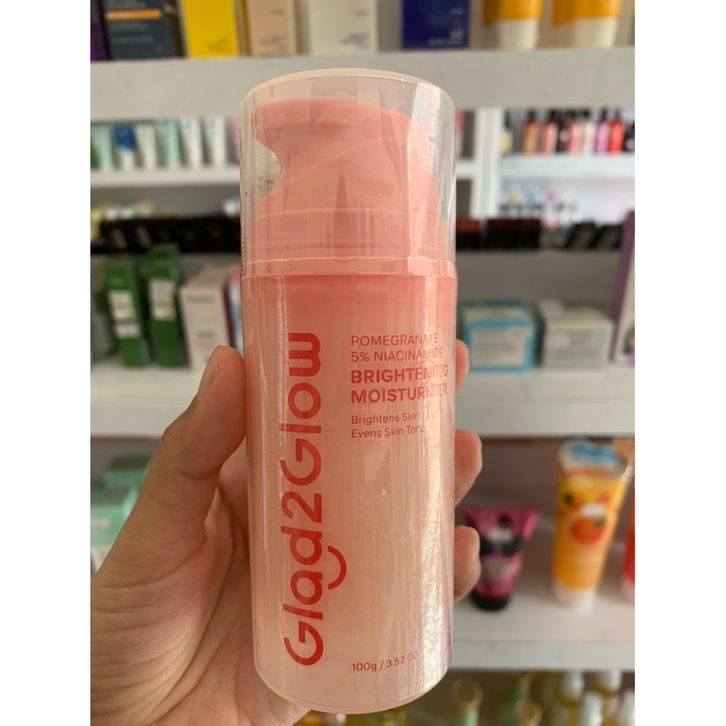 Glad2Glow
POMEGRANATE
5% NIACINAMIDE
BRIGHTENING
MOISTURIZER
Brightens Skin
Evens Skin Tone
100g / 3.52 OZ